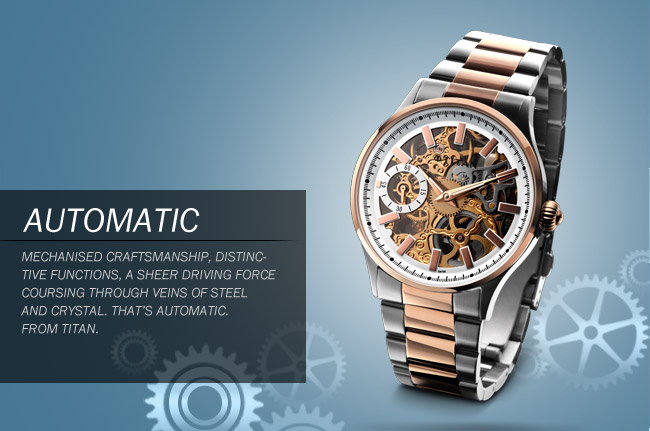 AUTOMATIC
MECHANISED CRAFTSMANSHIP, DISTINC-
TIVE FUNCTIONS, A SHEER DRIVING FORCE
COURSING THROUGH VEINS OF STEEL
AND CRYSTAL. THAT'S AUTOMATIC.
FROM TITAN.